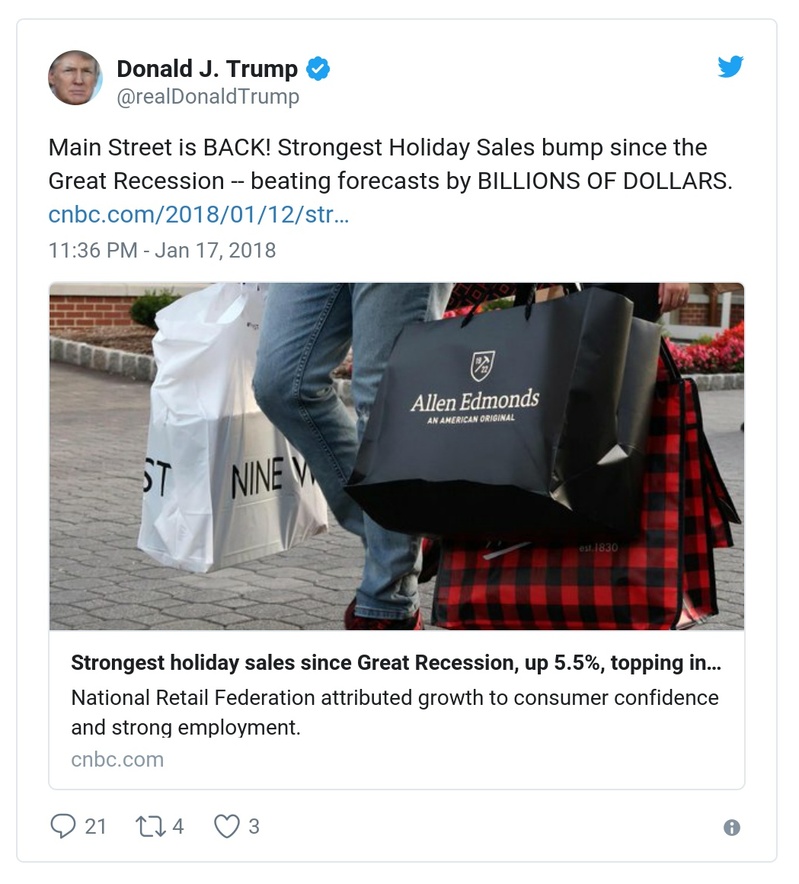 Donald J. Trump
@realDonaldTrump
Main Street is BACK! Strongest Holiday Sales bump since the
Great Recession -- beating forecasts by BILLIONS OF DOLLARS.
cnbc.com/2018/01/12/str…
11:36 PM - Jan 17, 2018
19
22
Allen Edmonds
AN AMERICAN ORIGINAL
ST NINE W
est.1830
Strongest holiday sales since Great Recession, up 5.5%, topping in…
National Retail Federation attributed growth to consumer confidence
and strong employment.
cnbc.com
21 4 3